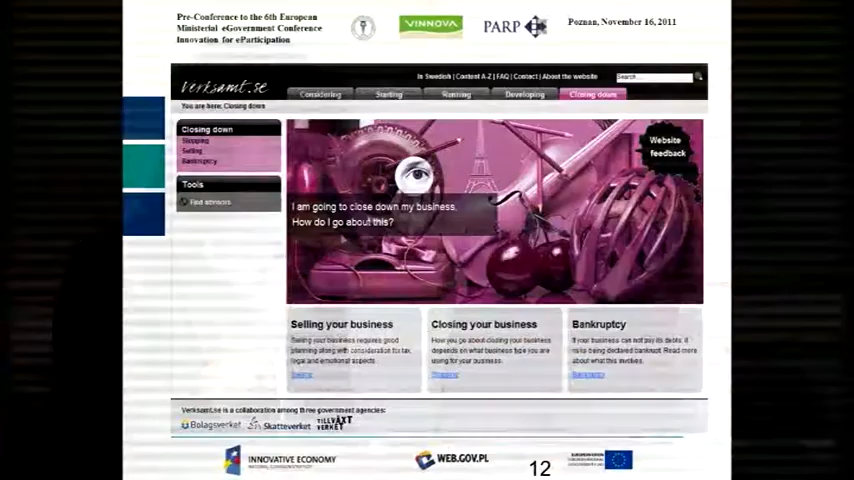 Pre-Conference to the 6th European
Ministerial eGovernment Conference
Innovation for eParticipation
VINNOVA
PARP
Poznan, November 16, 2011
verksamt.se
In Swedish | Content A-Z | FAQ | Contact | About the website
Search...
Considering
Starting
Running
Developing
Closing down
You are here: Closing down
Closing down
Stopping
Selling
Bankruptcy
Tools
Find advisors
Website
feedback
I am going to close down my business.
How do I go about this?
Selling your business
Selling your business requires good
planning along with consideration for tax,
legal and emotional aspects.
Selling
Closing your business
How you go about closing your business
depends on what business type you are
using for your business.
Stopping
Bankruptcy
If your business can not pay its debts, it
risks being declared bankrupt. Read more
about what this involves.
Bankruptcy
Verksamt.se is a collaboration among three government agencies:
Bolagsverket
Skatteverket
TILLVÄXT
VERKET
INNOVATIVE ECONOMY
WEB.GOV.PL
12